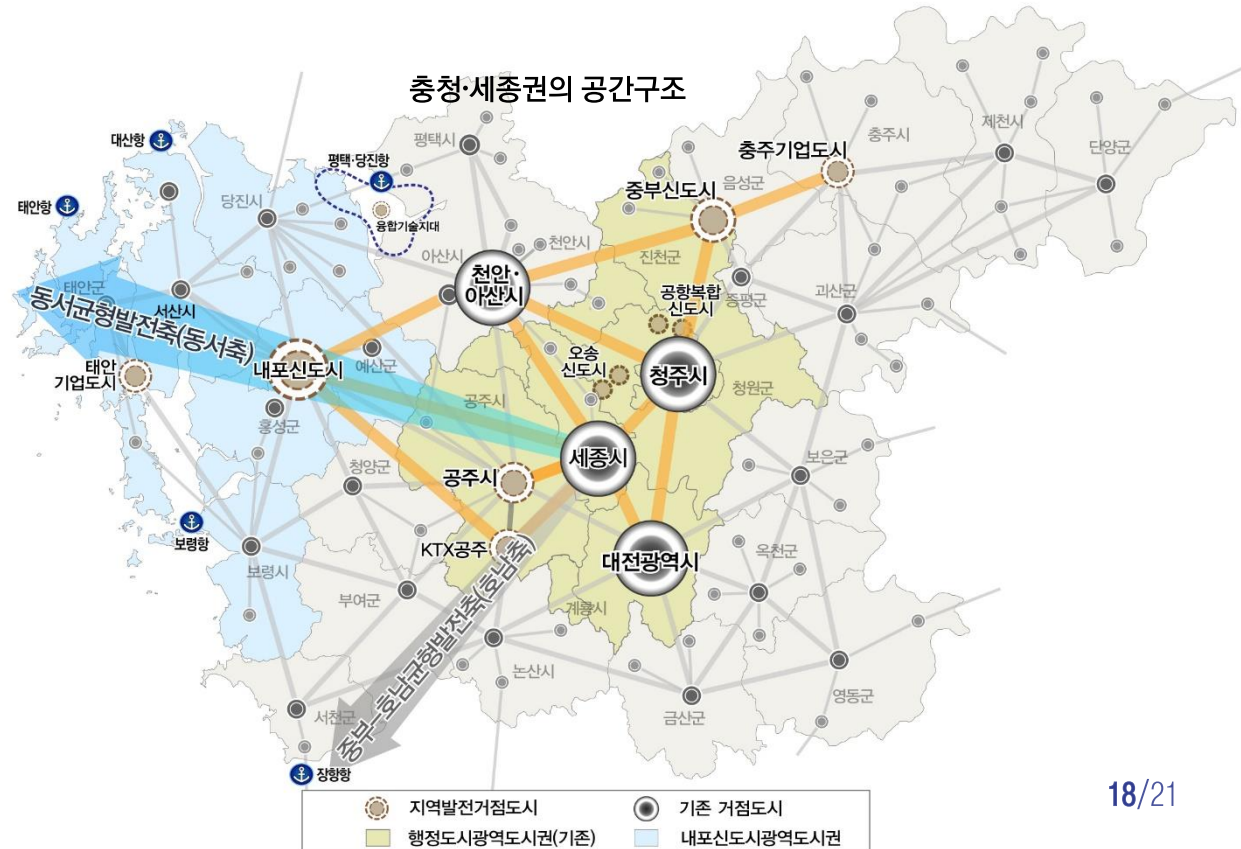 충청·세종권의 공간구조
대산항
평택시
평택·당진항
충주기업도시
충주시
제천시
단양군
중부신도시
음성군
태안항
당진시
융합기술지대
아산시
천안시
천안·
아산시
진천군
공항복합
신도시
증평군
괴산군
태안군
서산시
동서균형발전축(동서축)
태안
기업도시
내포신도시
예산군
오송
신도시
청주시
청원군
공주시
홍성군
세종시
청양군
공주시
보은군
보령항
KTX공주
대전광역시
옥천군
보령시
부여군
계룡시
중부-호남균형발전축(호남축)
논산시
금산군
영동군
서천군
장항항
지역발전거점도시
기존 거점도시
행정도시광역도시권(기존)
내포신도시광역도시권
18/21